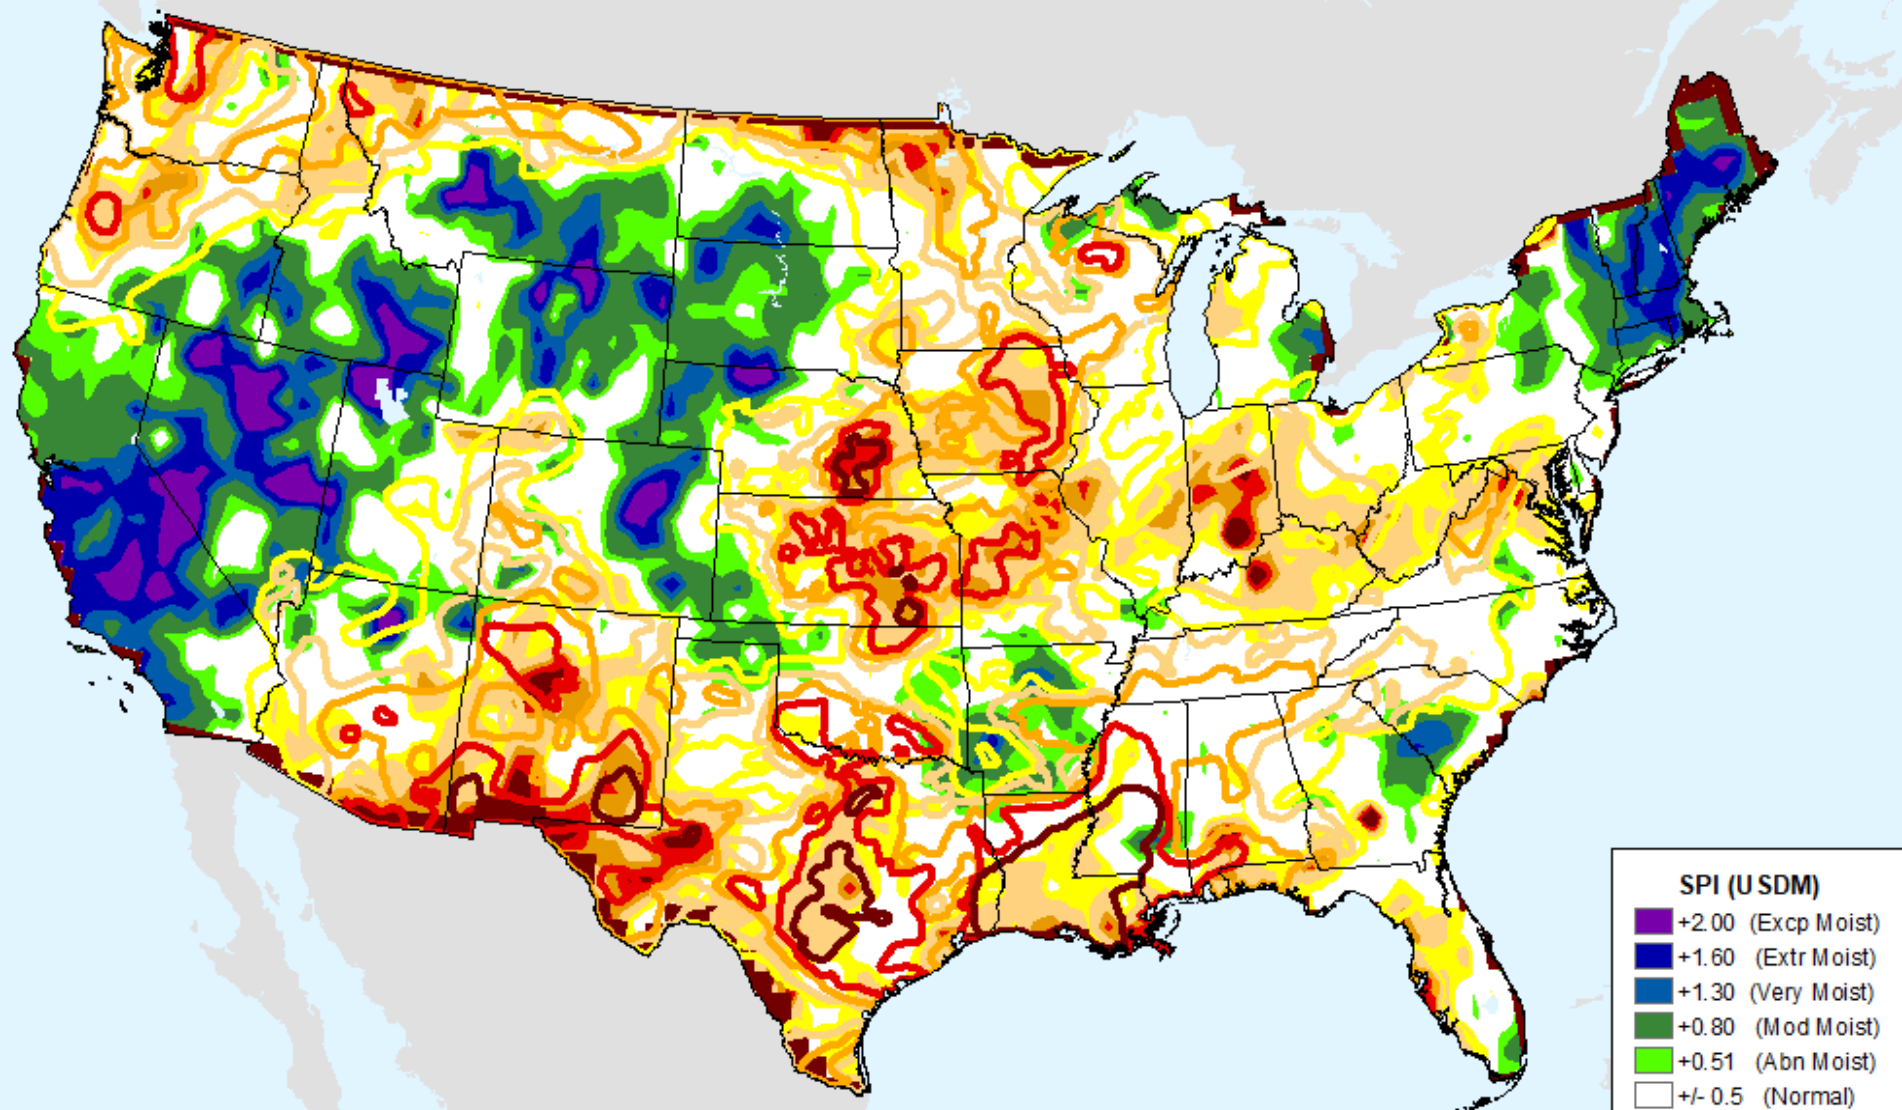 SPI (USDM)
+2.00 (Excp Moist)
+1.60 (Extr Moist)
+1.30 (Very Moist)
+0.80 (Mod Moist)
+0.51 (Abn Moist)
+/- 0.5 (Normal)